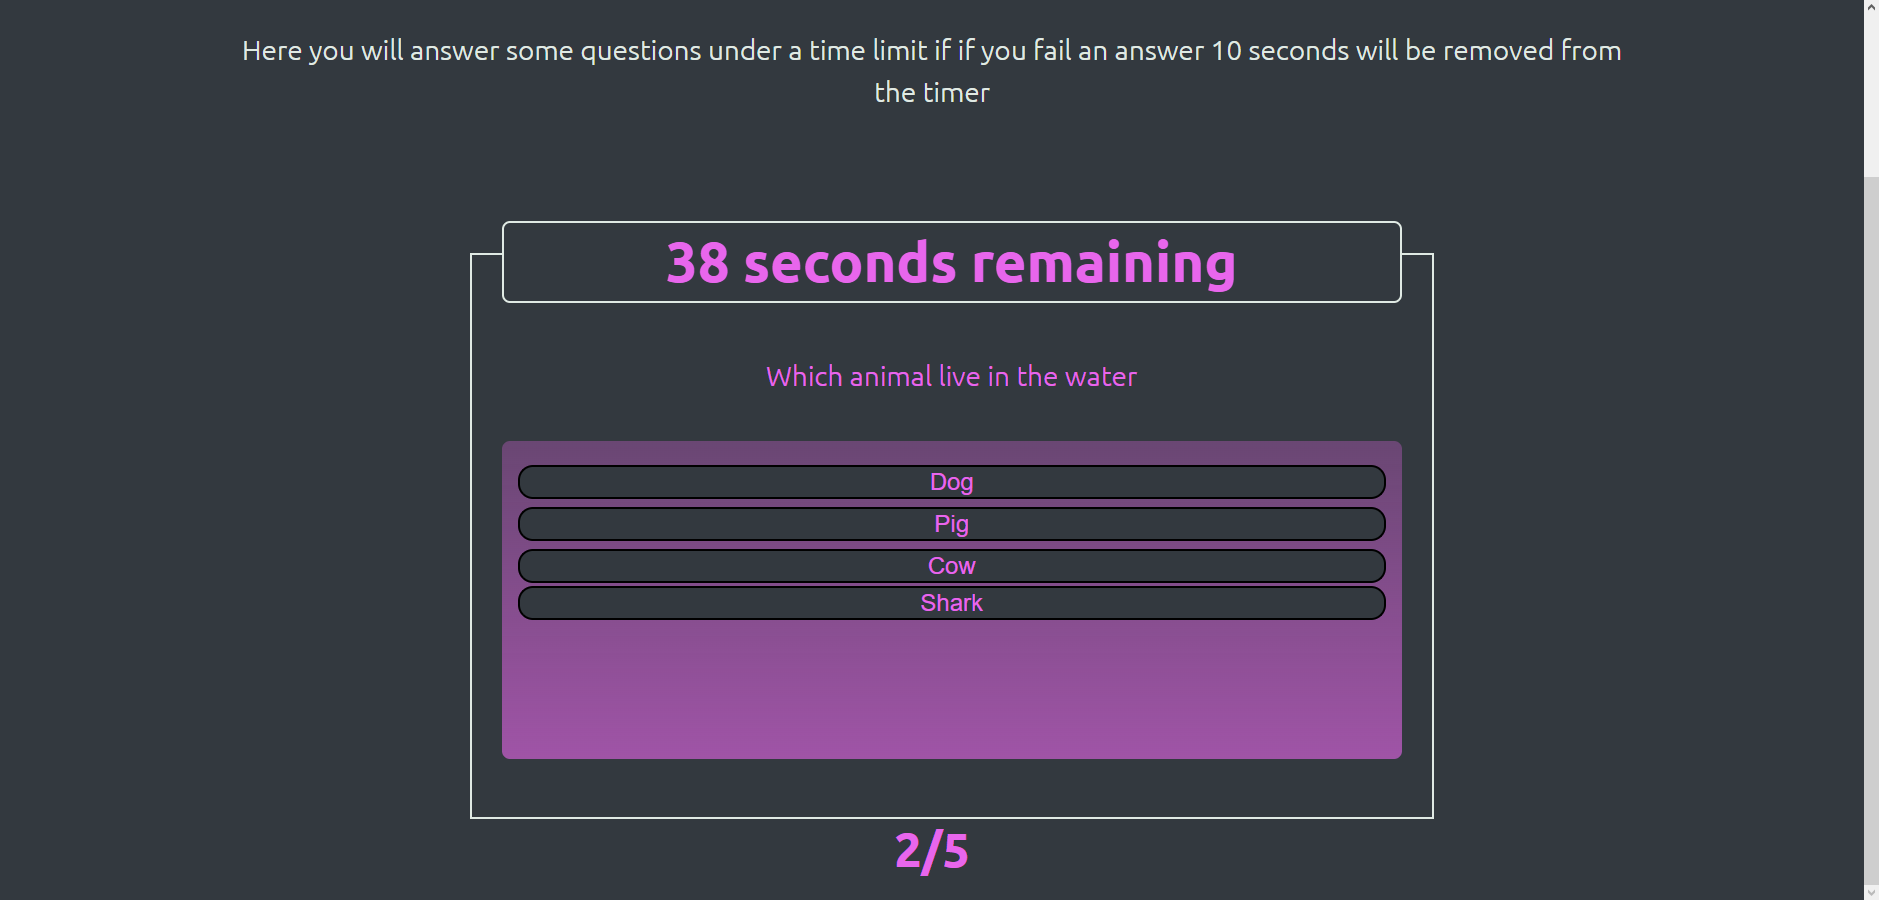 Here you will answer some questions under a time limit if if you fail an answer 10 seconds will be removed from
the timer
38 seconds remaining
Which animal live in the water
Dog
Pig
Cow
Shark
2/5